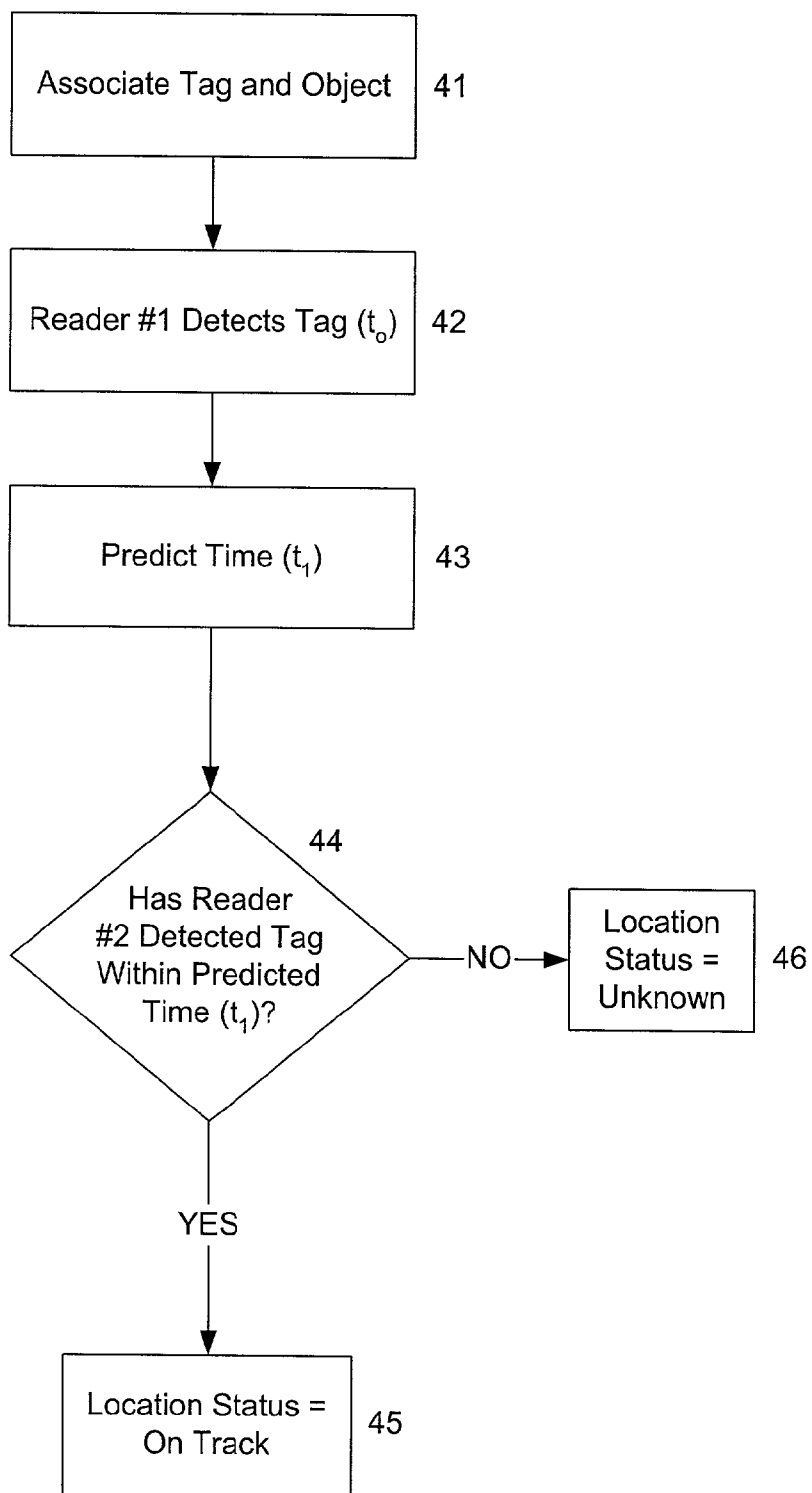 Associate Tag and Object
41
Reader #1 Detects Tag (tₒ)
42
Predict Time (t₁)
43
44
Has Reader
#2 Detected Tag
Within Predicted
Time (t₁)?
NO
Location
Status =
Unknown
46
YES
Location Status =
On Track
45